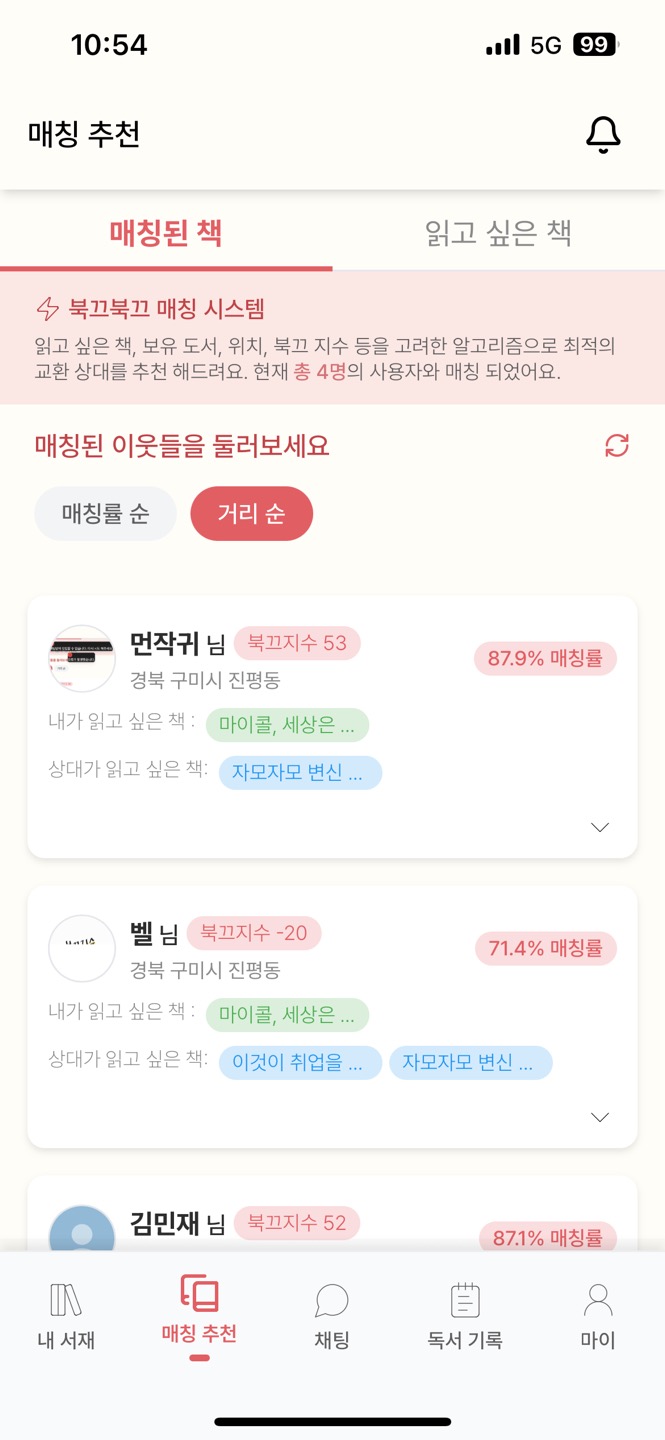 10:54
5G 99
매칭 추천
매칭된 책
읽고 싶은 책
북끄북끄 매칭 시스템
읽고 싶은 책, 보유 도서, 위치, 북끄 지수 등을 고려한 알고리즘으로 최적의
교환 상대를 추천 해드려요. 현재 총 4명의 사용자와 매칭 되었어요.
매칭된 이웃들을 둘러보세요
매칭률 순
거리 순
먼작귀 님 북끄지수 53
87.9% 매칭률
경북 구미시 진평동
내가 읽고 싶은 책 : 마이콜, 세상은 ...
상대가 읽고 싶은 책: 자모자모 변신 ...
벨 님 북끄지수 -20
71.4% 매칭률
경북 구미시 진평동
내가 읽고 싶은 책 : 마이콜, 세상은 ...
상대가 읽고 싶은 책: 이것이 취업을 ... 자모자모 변신 ...
김민재 님 북끄지수 52
87.1% 매칭률
내 서재
매칭 추천
채팅
독서 기록
마이